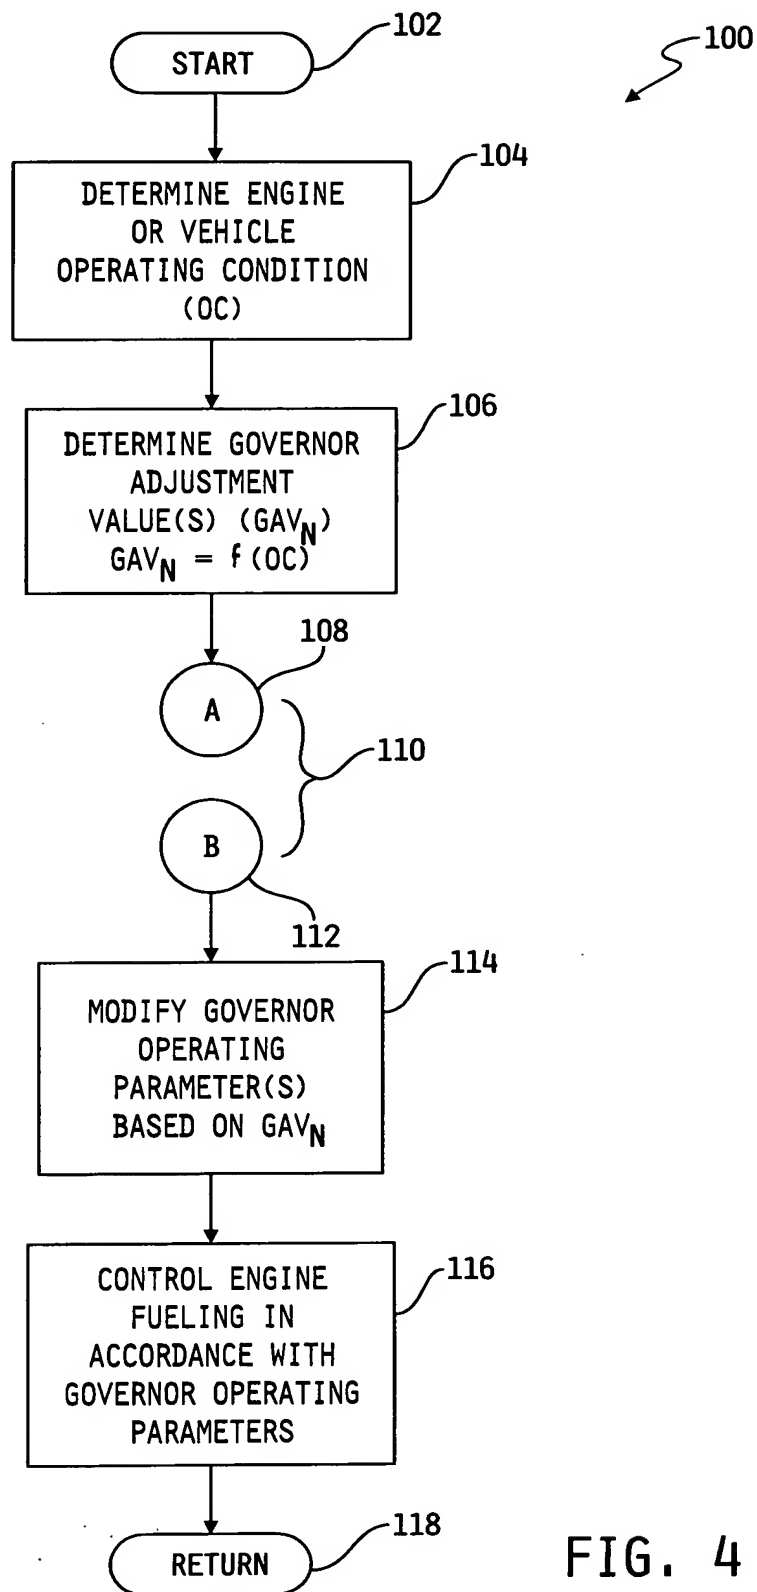 102
START
100
104
DETERMINE ENGINE
OR VEHICLE
OPERATING CONDITION
(OC)
106
DETERMINE GOVERNOR
ADJUSTMENT
VALUE(S) (GAVN)
GAVN = f(OC)
108
A
110
B
112
114
MODIFY GOVERNOR
OPERATING
PARAMETER(S)
BASED ON GAVN
116
CONTROL ENGINE
FUELING IN
ACCORDANCE WITH
GOVERNOR OPERATING
PARAMETERS
118
RETURN
FIG. 4